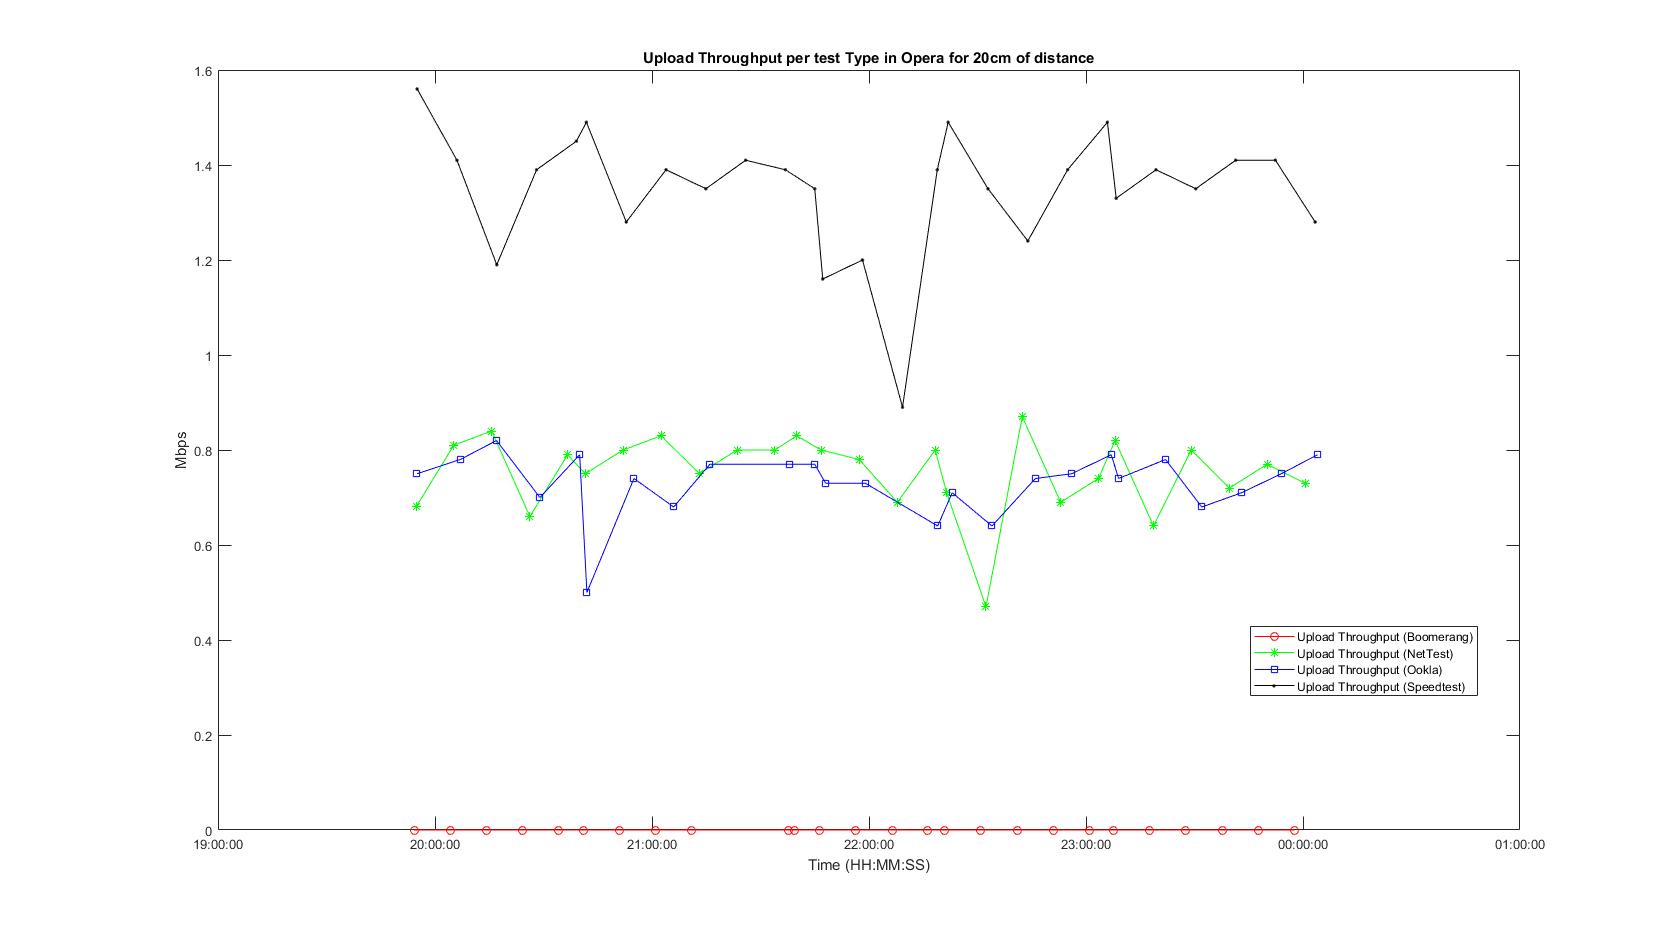 Upload Throughput per test Type in Opera for 20cm of distance
1.6
1.4
1.2
1
0.8
0.6
0.4
0.2
0
Mbps
Upload Throughput (Boomerang)
Upload Throughput (NetTest)
Upload Throughput (Ookla)
Upload Throughput (Speedtest)
19:00:00 20:00:00 21:00:00 22:00:00 23:00:00 00:00:00 01:00:00
Time (HH:MM:SS)